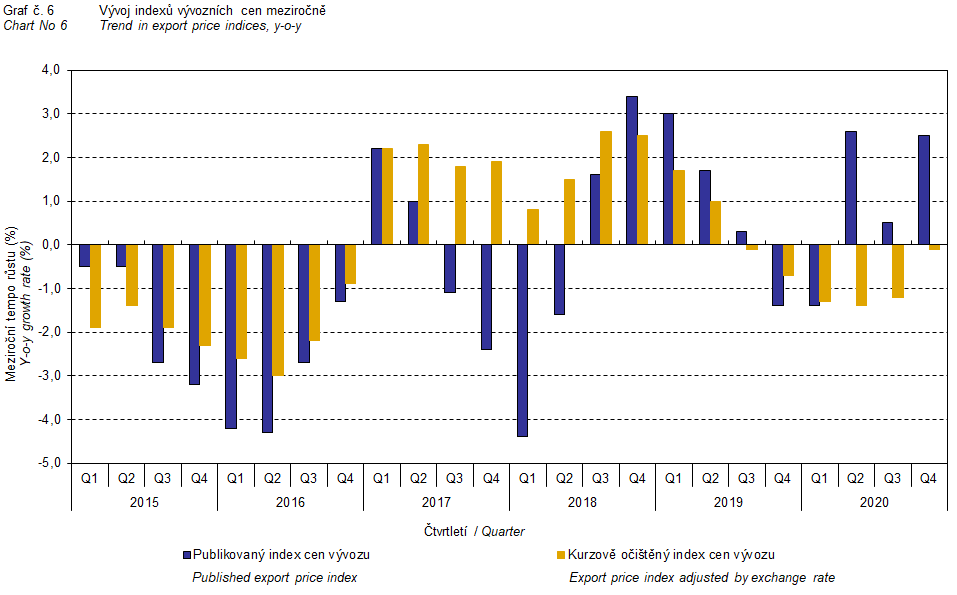 Graf č. 6 Vývoj indexů vývozních cen meziročně
Chart No 6 Trend in export price indices, y-o-y
Meziroční tempo růstu (%)
Y-o-y growth rate (%)
4,0
3,0
2,0
1,0
0,0
-1,0
-2,0
-3,0
-4,0
-5,0
Q1 Q2 Q3 Q4 Q1 Q2 Q3 Q4 Q1 Q2 Q3 Q4 Q1 Q2 Q3 Q4 Q1 Q2 Q3 Q4 Q1 Q2 Q3 Q4
2015 2016 2017 2018 2019 2020
Čtvrtletí / Quarter
Publikovaný index cen vývozu Kurzově očištěný index cen vývozu
Published export price index Export price index adjusted by exchange rate